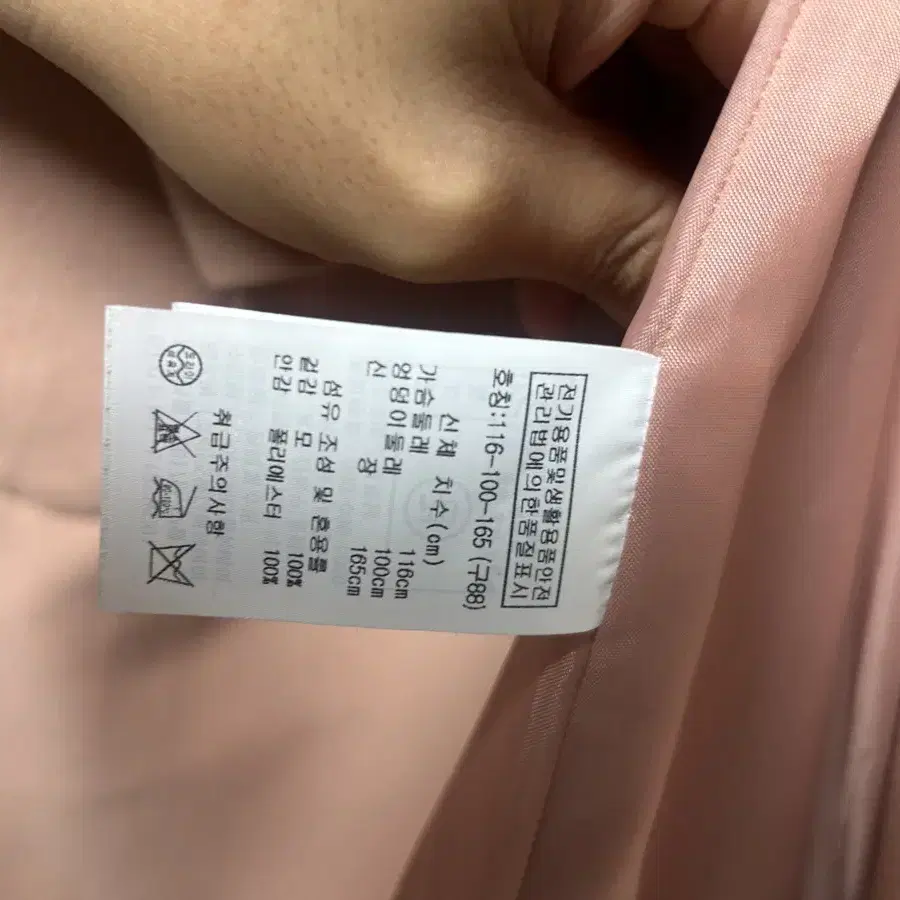 전기용품및생활용품안전
관리법에의한품질표시
호칭:116-100-165 (구88)
신체 치수(cm)
가슴둘레 116cm
엉덩이둘레 100cm
신 장 165cm
섬유 조성 및 혼용률
겉감 모 100%
안감 폴리에스터 100%
취급주의사항
드라이